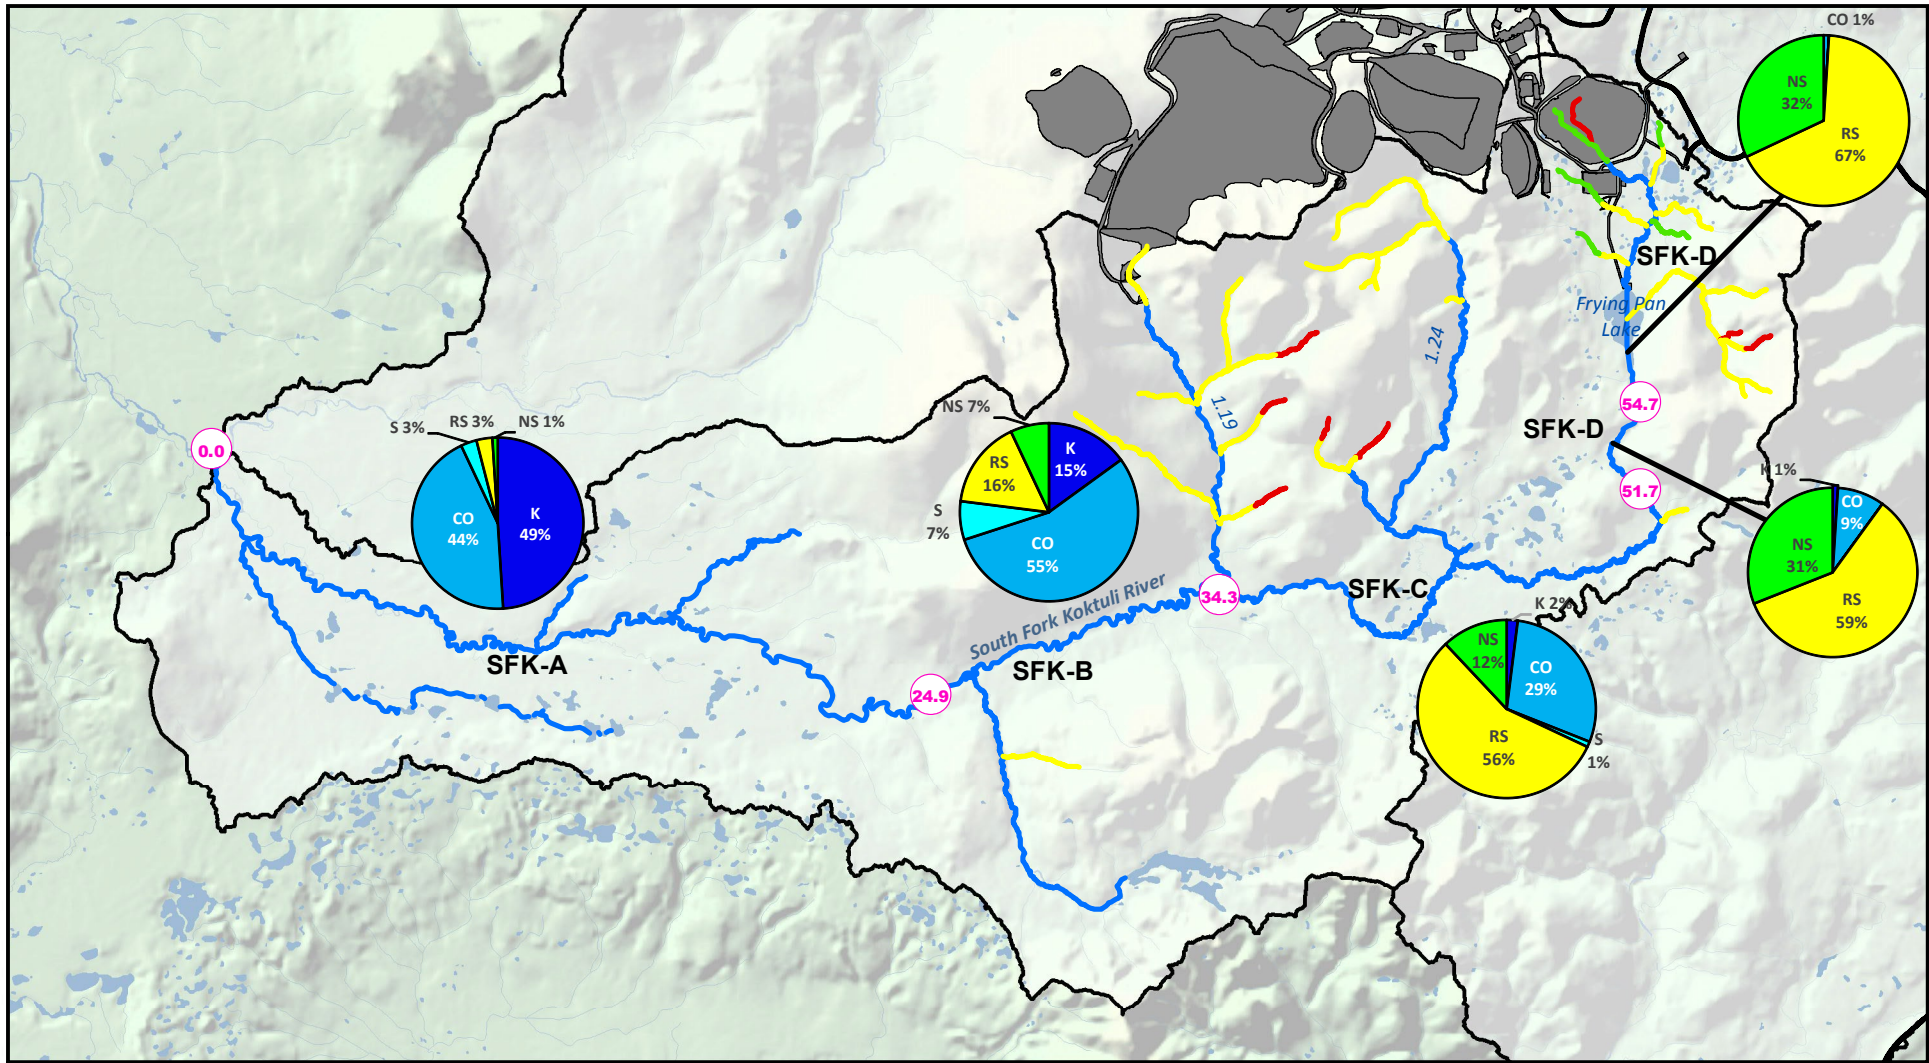 CO 1%
NS
32%
RS
67%
SFK-D
Frying Pan
Lake
1.24
54.7
1.19
NS 7%
S 3%
RS 3%
NS 1%
SFK-D
0.0
K
15%
RS
16%
K 1%
51.7
CO
9%
CO
44%
K
49%
S
7%
CO
55%
NS
31%
RS
59%
South Fork Koktuli River
34.3
SFK-C
K 2%
SFK-A
SFK-B
NS
12%
CO
29%
24.9
RS
56%
S
1%